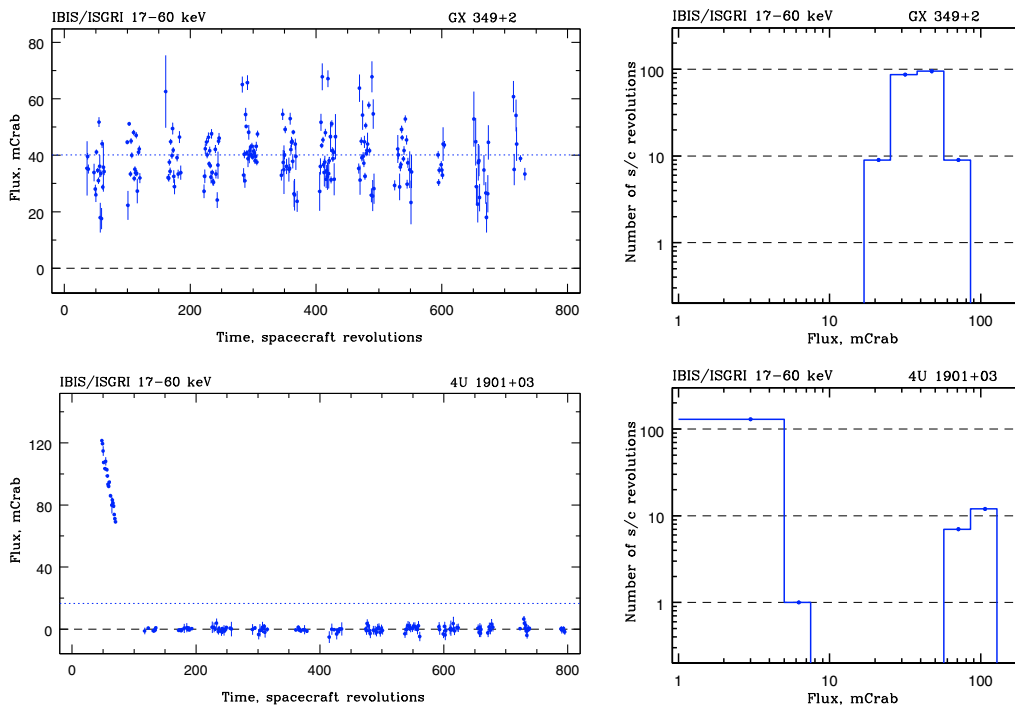 IBIS/ISGRI 17-60 keV GX 349+2
80
60
40
20
0
Flux, mCrab
0 200 400 600 800
Time, spacecraft revolutions
IBIS/ISGRI 17-60 keV GX 349+2
100
10
1
Number of s/c revolutions
1 10 100
Flux, mCrab
IBIS/ISGRI 17-60 keV 4U 1901+03
120
80
40
0
Flux, mCrab
0 200 400 600 800
Time, spacecraft revolutions
IBIS/ISGRI 17-60 keV 4U 1901+03
100
10
1
Number of s/c revolutions
1 10 100
Flux, mCrab